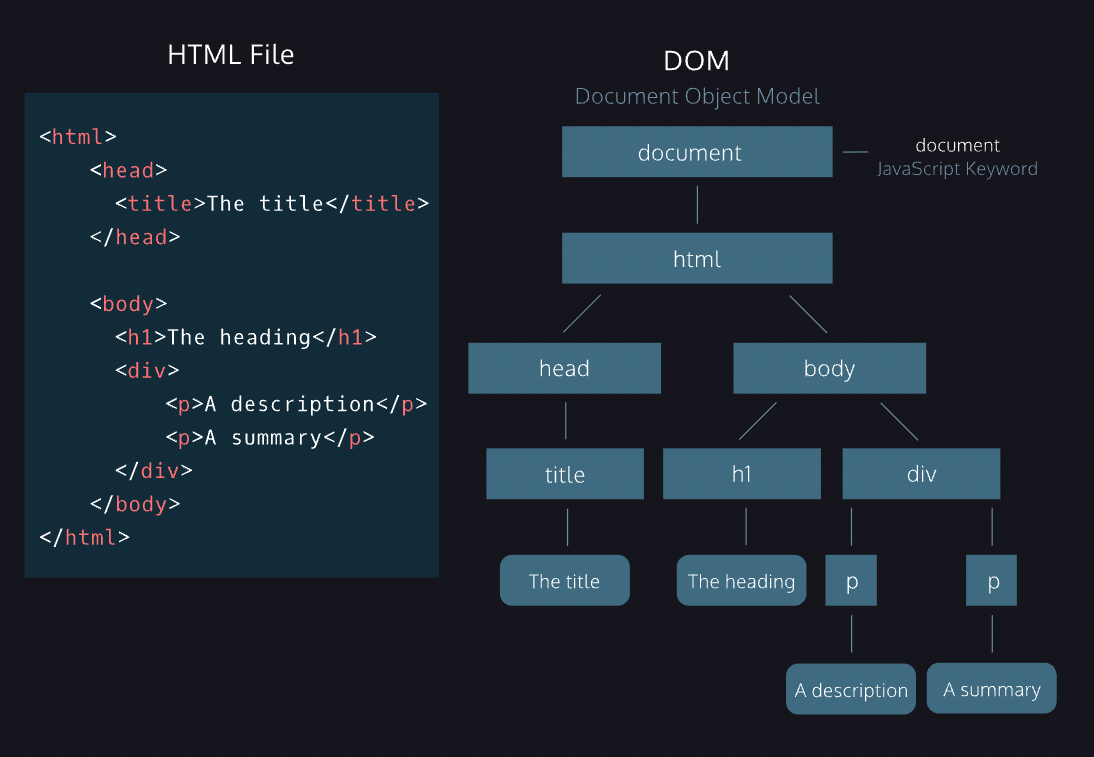 HTML File
<html>
<head>
<title>The title</title>
</head>
<body>
<h1>The heading</h1>
<div>
<p>A description</p>
<p>A summary</p>
</div>
</body>
</html>
DOM
Document Object Model
document
document
JavaScript Keyword
html
head
body
title
h1
div
The title
The heading
p
p
A description
A summary